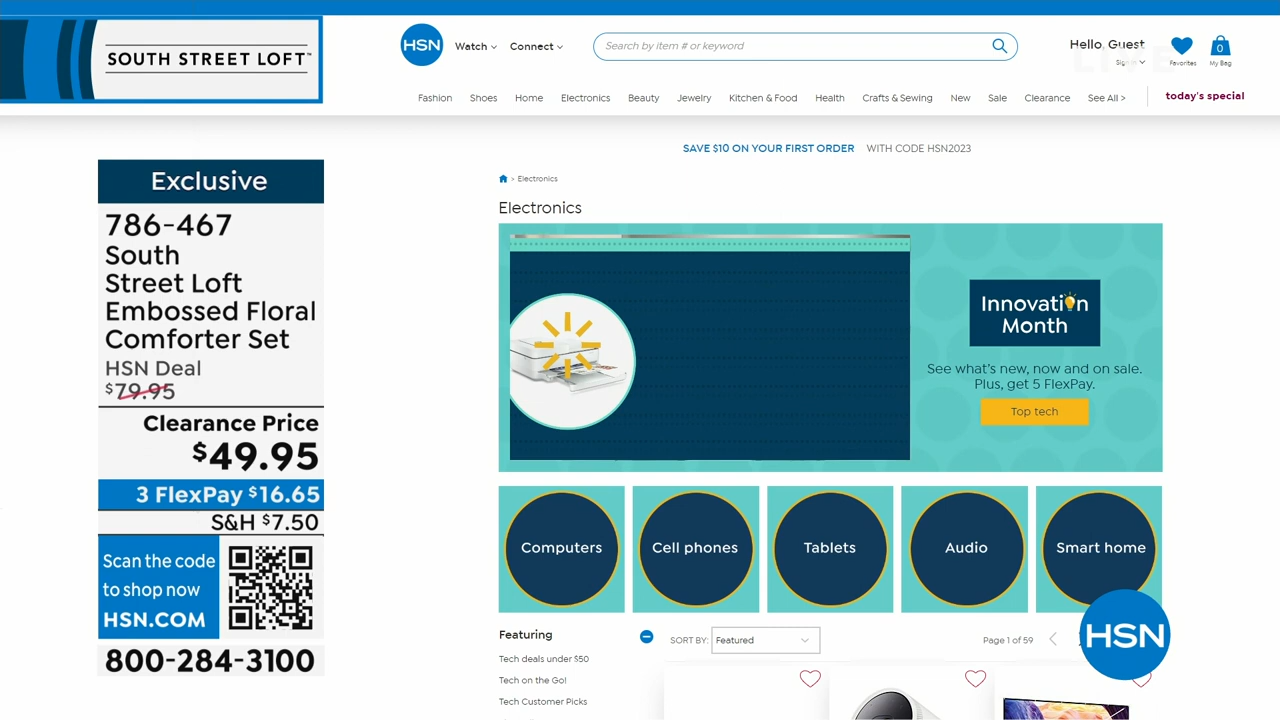 SOUTH STREET LOFT™
HSN
Watch
Connect
Search by item # or keyword
Hello, Guest
Sign in
Favorites
0
My Bag
LIVE
Fashion
Shoes
Home
Electronics
Beauty
Jewelry
Kitchen & Food
Health
Crafts & Sewing
New
Sale
Clearance
See All >
today's special
SAVE $10 ON YOUR FIRST ORDER WITH CODE HSN2023
> Electronics
Electronics
Exclusive
786-467
South
Street Loft
Embossed Floral
Comforter Set
HSN Deal
$79.95
Clearance Price
$49.95
3 FlexPay $16.65
S&H $7.50
Scan the code
to shop now
HSN.COM
800-284-3100
Innovation
Month
See what's new, now and on sale.
Plus, get 5 FlexPay.
Top tech
Computers
Cell phones
Tablets
Audio
Smart home
Featuring
Tech deals under $50
Tech on the Go!
Tech Customer Picks
SORT BY: Featured
Page 1 of 59
HSN